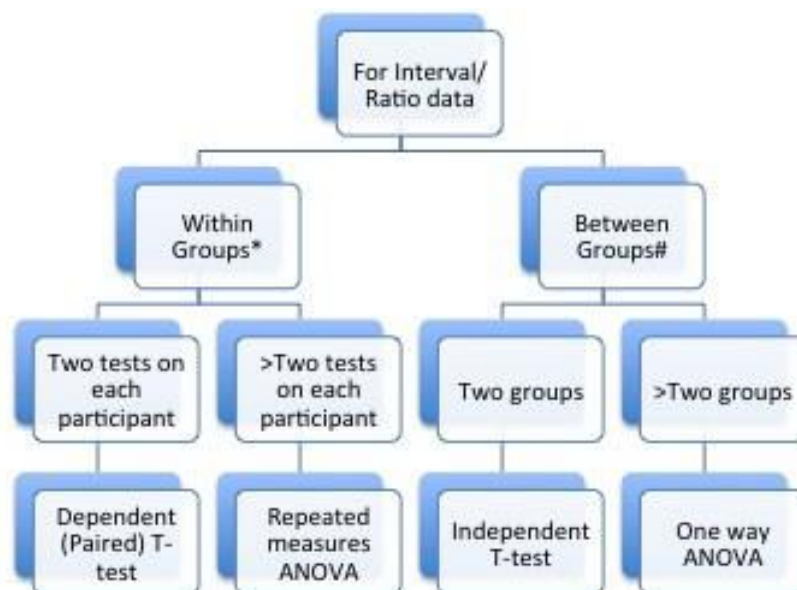 For Interval/
Ratio data
Within
Groups*
Between
Groups#
Two tests on
each
participant
>Two tests
on each
participant
Two groups
>Two groups
Dependent
(Paired) T-
test
Repeated
measures
ANOVA
Independent
T-test
One way
ANOVA